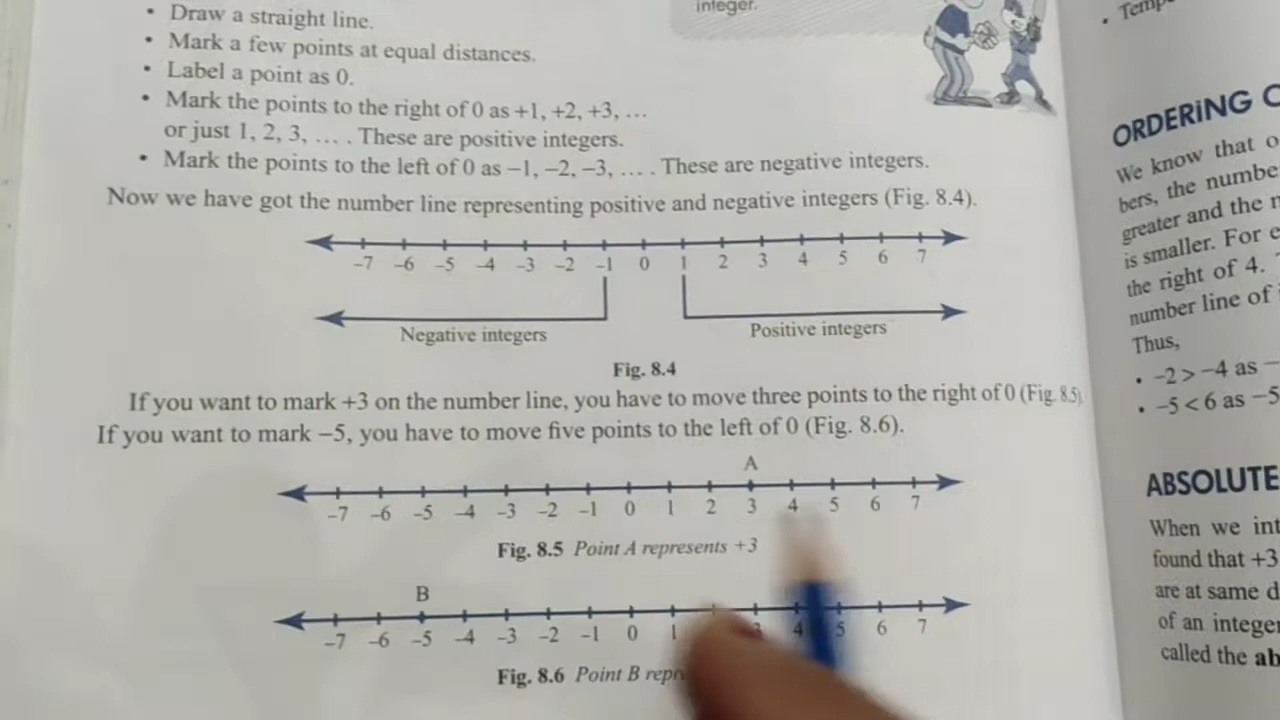 integer.
• Draw a straight line.
• Mark a few points at equal distances.
• Label a point as 0.
• Mark the points to the right of 0 as +1, +2, +3, ...
or just 1, 2, 3, ... . These are positive integers.
• Mark the points to the left of 0 as −1, −2, −3, ... . These are negative integers.
Now we have got the number line representing positive and negative integers (Fig. 8.4).
−7 −6 −5 −4 −3 −2 −1 0 1 2 3 4 5 6 7
Negative integers Positive integers
Fig. 8.4
If you want to mark +3 on the number line, you have to move three points to the right of 0 (Fig. 8.5)
If you want to mark −5, you have to move five points to the left of 0 (Fig. 8.6).
A
−7 −6 −5 −4 −3 −2 −1 0 1 2 3 4 5 6 7
Fig. 8.5 Point A represents +3
B
−7 −6 −5 −4 −3 −2 −1 0 1 3 4 5 6 7
Fig. 8.6 Point B
•
ORDERING
We know that
the
greater and the
is smaller. For
the right of 4.
number line of
Thus,
• −2 > −4 as −
• −5 < 6 as −5
ABSOLUTE
When we
found that +3
are at same
of an
called the